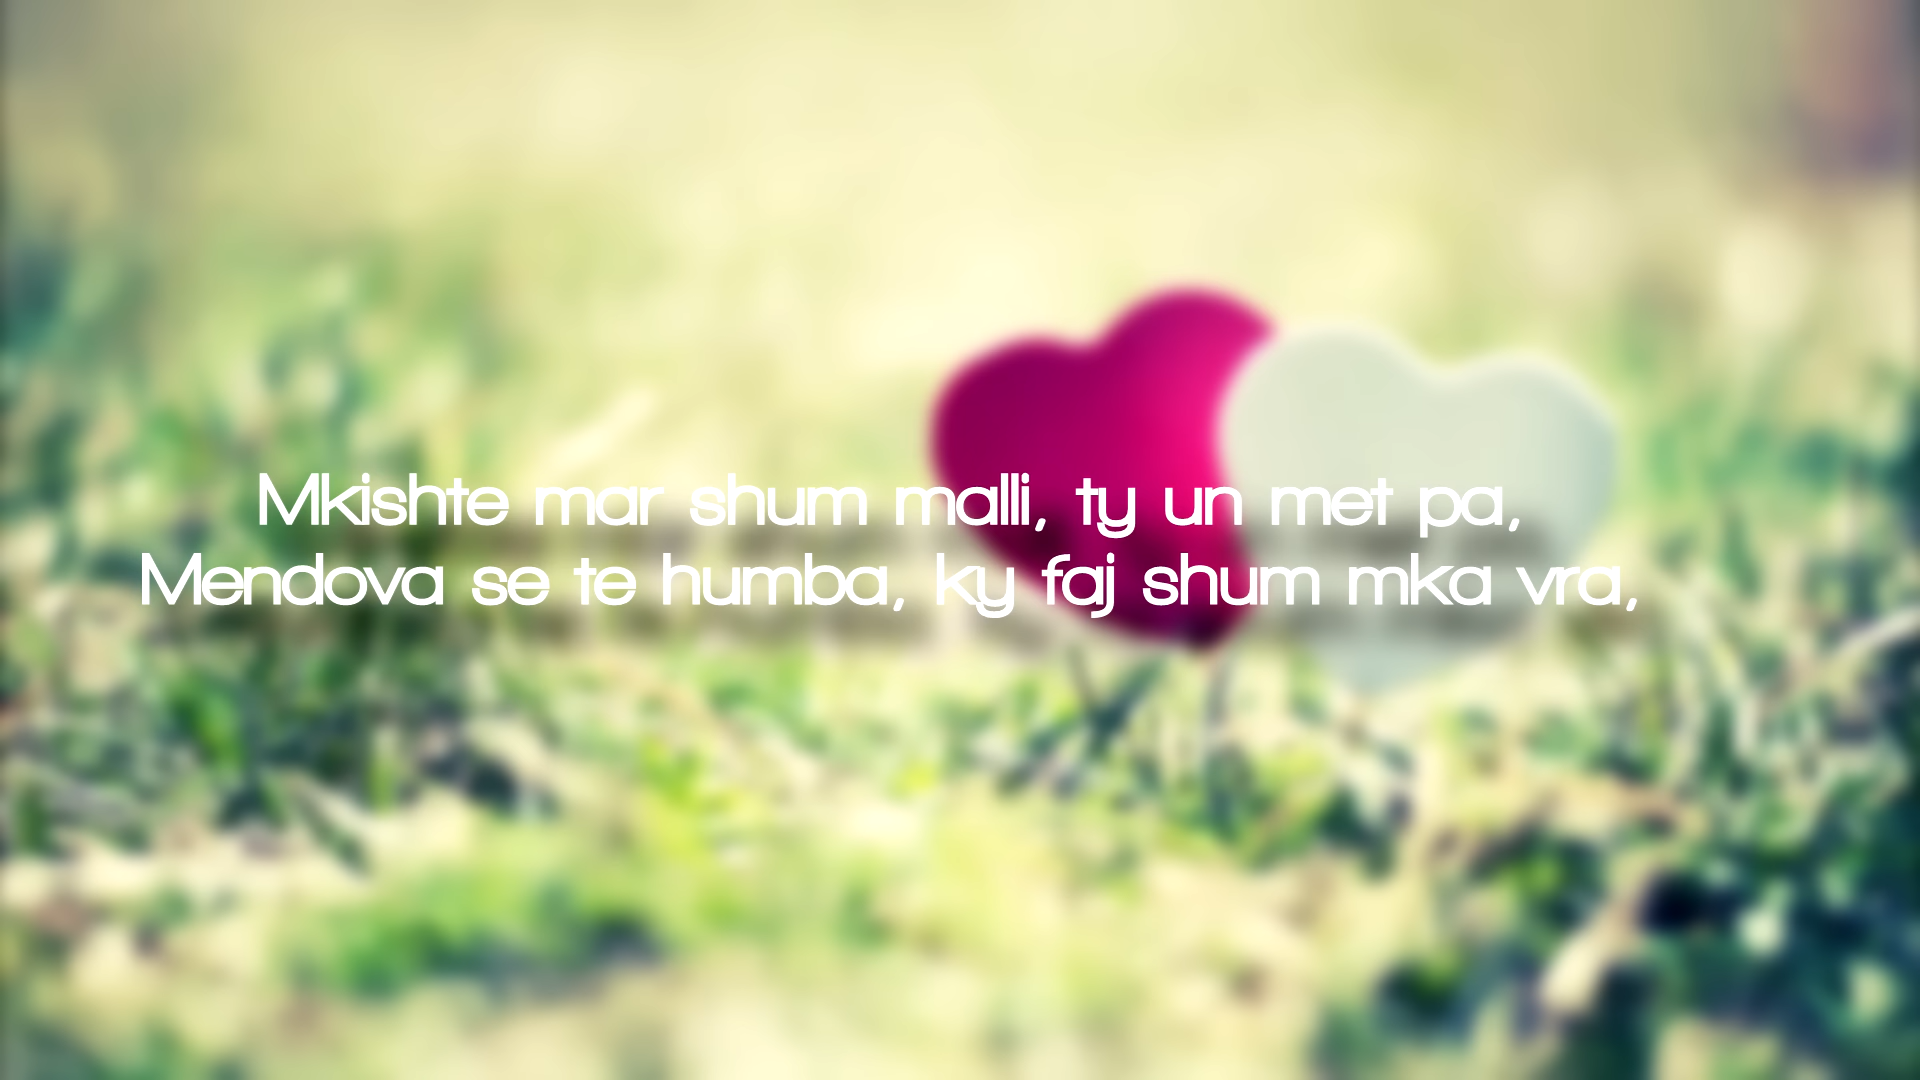 Mkishte mar shum malli, ty un met pa,
Mendova se te humba, ky faj shum mka vra,